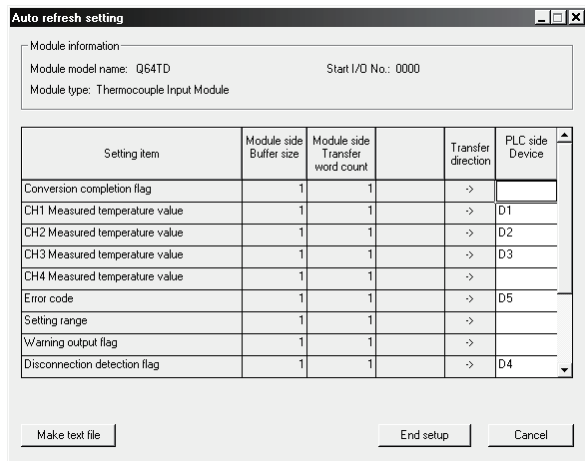 Auto refresh setting
Module information
Module model name: Q64TD Start I/O No.: 0000
Module type: Thermocouple Input Module
Setting item Module side Buffer size Module side Transfer word count Transfer direction PLC side Device
Conversion completion flag 1 1 ->
CH1 Measured temperature value 1 1 -> D1
CH2 Measured temperature value 1 1 -> D2
CH3 Measured temperature value 1 1 -> D3
CH4 Measured temperature value 1 1 ->
Error code 1 1 -> D5
Setting range 1 1 ->
Warning output flag 1 1 ->
Disconnection detection flag 1 1 -> D4
Make text file End setup Cancel